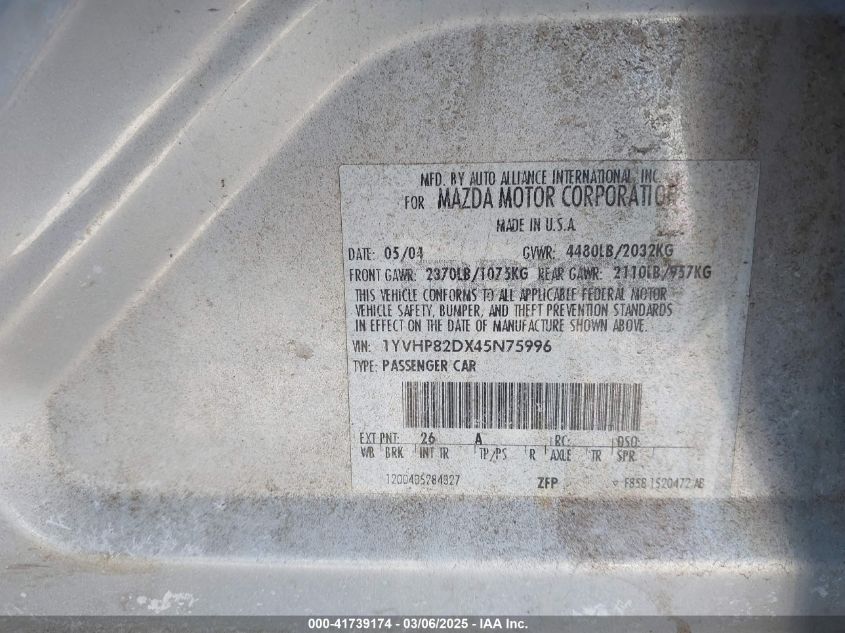 MFD. BY AUTO ALLIANCE INTERNATIONAL, INC.
FOR MAZDA MOTOR CORPORATION
MADE IN U.S.A.
DATE: 05/04 GVWR: 4480LB/2032KG
FRONT GAWR: 2370LB/1075KG REAR GAWR: 2110LB/957KG
THIS VEHICLE CONFORMS TO ALL APPLICABLE FEDERAL MOTOR
VEHICLE SAFETY, BUMPER, AND THEFT PREVENTION STANDARDS
IN EFFECT ON THE DATE OF MANUFACTURE SHOWN ABOVE.
VIN: 1YVHP82DX45N75996
TYPE: PASSENGER CAR
EXT PNT: 26 A RC: DSO:
WB BRK INT TR TP/PS R AXLE TR SPR
1200405284827 ZFP F85B 1520472 AB
000-41739174 | 03/06/2025 - IAA Inc.